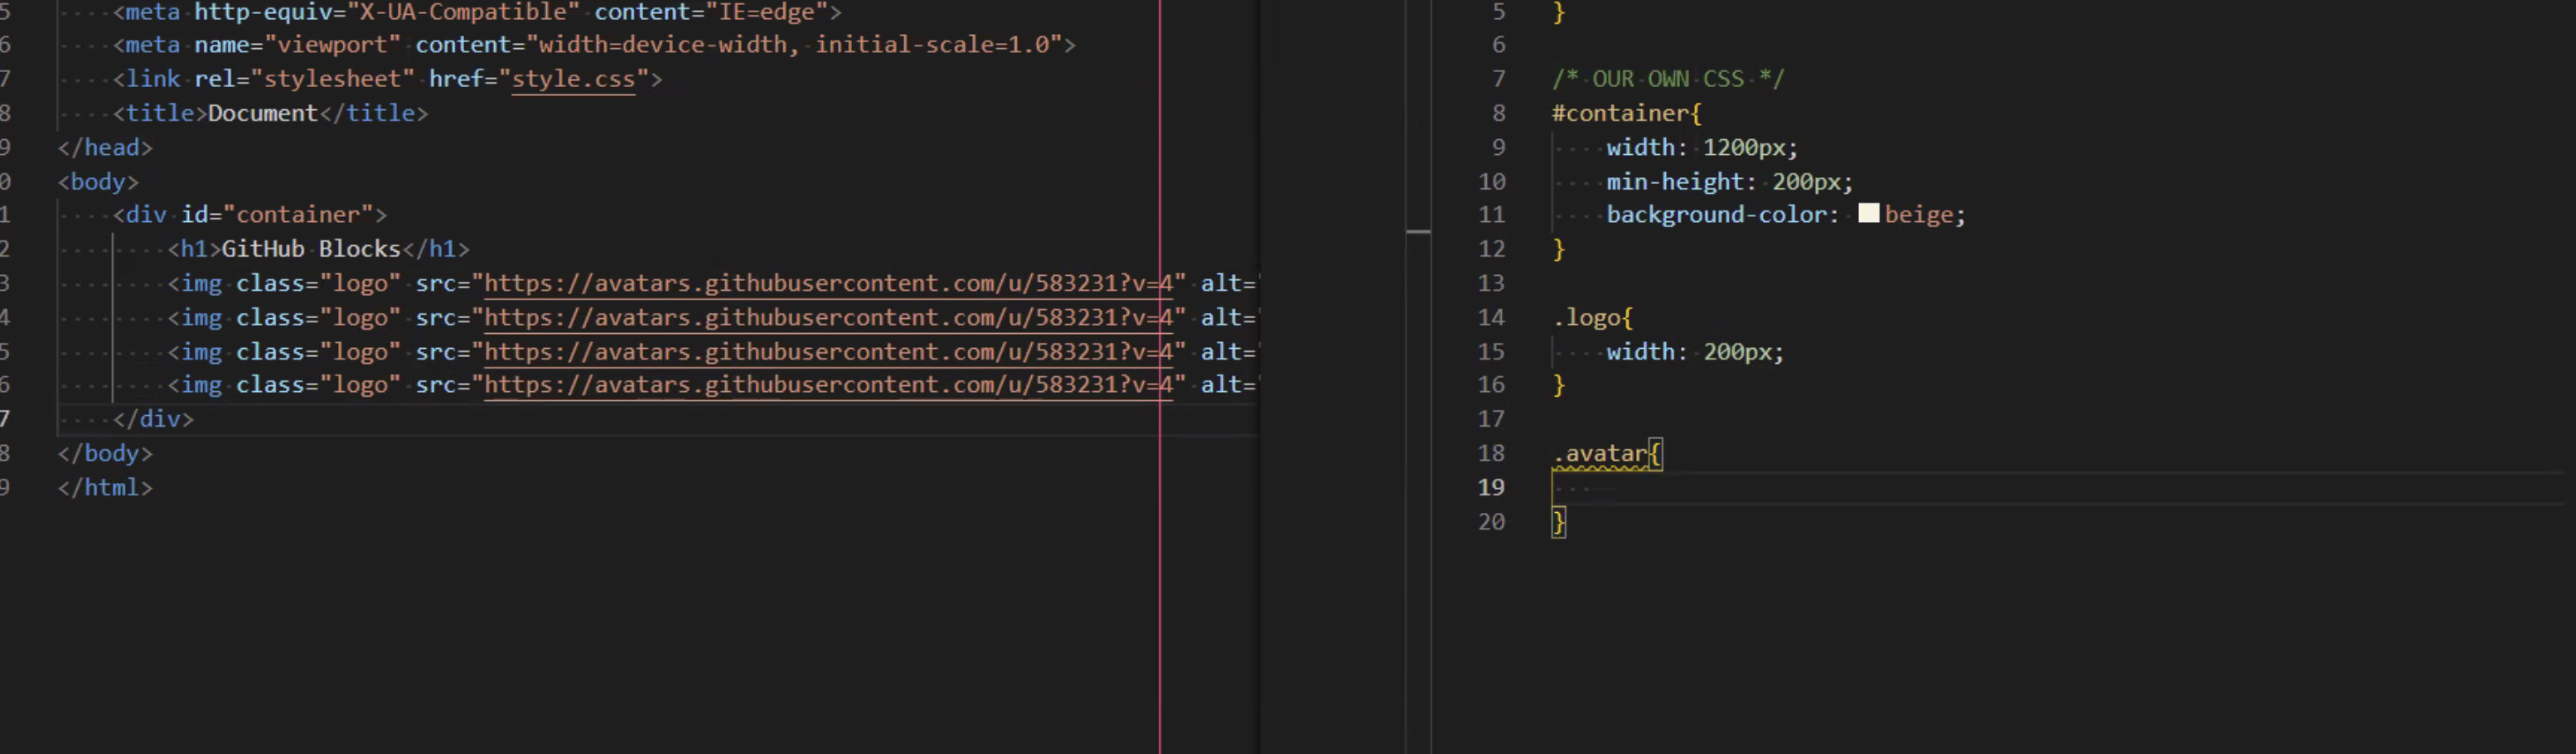 5 <meta http-equiv="X-UA-Compatible" content="IE=edge">
6 <meta name="viewport" content="width=device-width, initial-scale=1.0">
7 <link rel="stylesheet" href="style.css">
8 <title>Document</title>
9 </head>
0 <body>
1 <div id="container">
2 <h1>GitHub Blocks</h1>
3 <img class="logo" src="https://avatars.githubusercontent.com/u/583231?v=4" alt="
4 <img class="logo" src="https://avatars.githubusercontent.com/u/583231?v=4" alt="
5 <img class="logo" src="https://avatars.githubusercontent.com/u/583231?v=4" alt="
6 <img class="logo" src="https://avatars.githubusercontent.com/u/583231?v=4" alt="
7 </div>
8 </body>
9 </html>
5 }
6
7 /* OUR OWN CSS */
8 #container{
9 width: 1200px;
10 min-height: 200px;
11 background-color: beige;
12 }
13
14 .logo{
15 width: 200px;
16 }
17
18 .avatar{
19
20 }